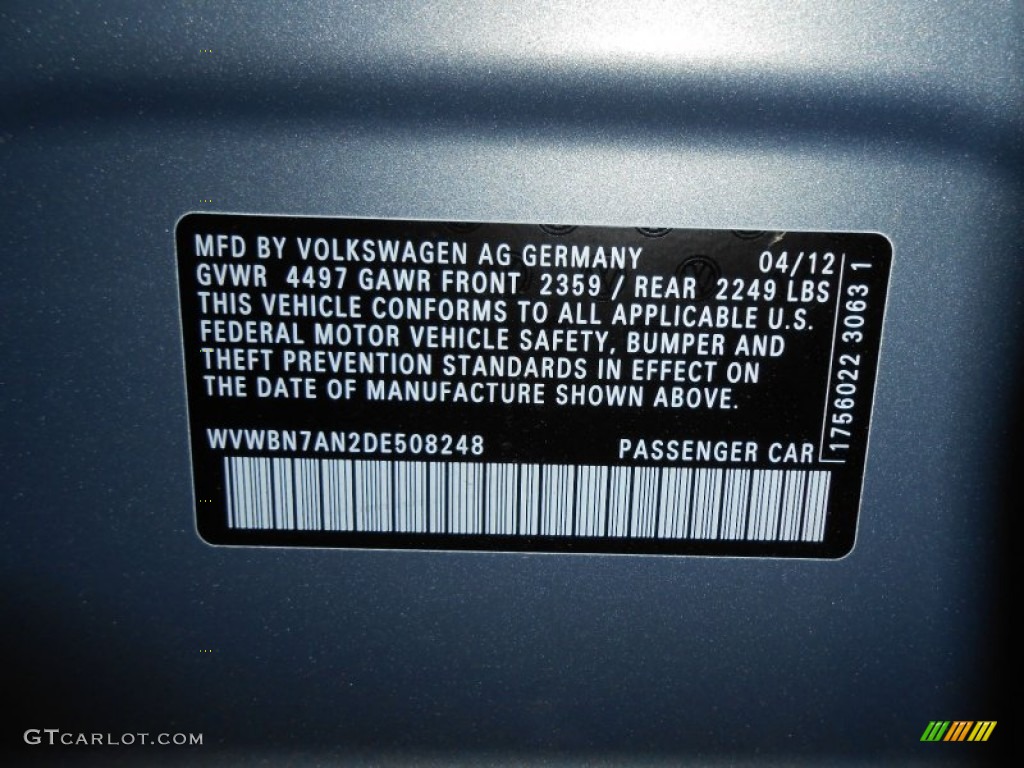 MFD BY VOLKSWAGEN AG GERMANY 04/12
GVWR 4497 GAWR FRONT 2359 / REAR 2249 LBS
THIS VEHICLE CONFORMS TO ALL APPLICABLE U.S.
FEDERAL MOTOR VEHICLE SAFETY, BUMPER AND
THEFT PREVENTION STANDARDS IN EFFECT ON
THE DATE OF MANUFACTURE SHOWN ABOVE.
WVWBN7AN2DE508248 PASSENGER CAR
1756022 3063 1
GTCARLOT.COM